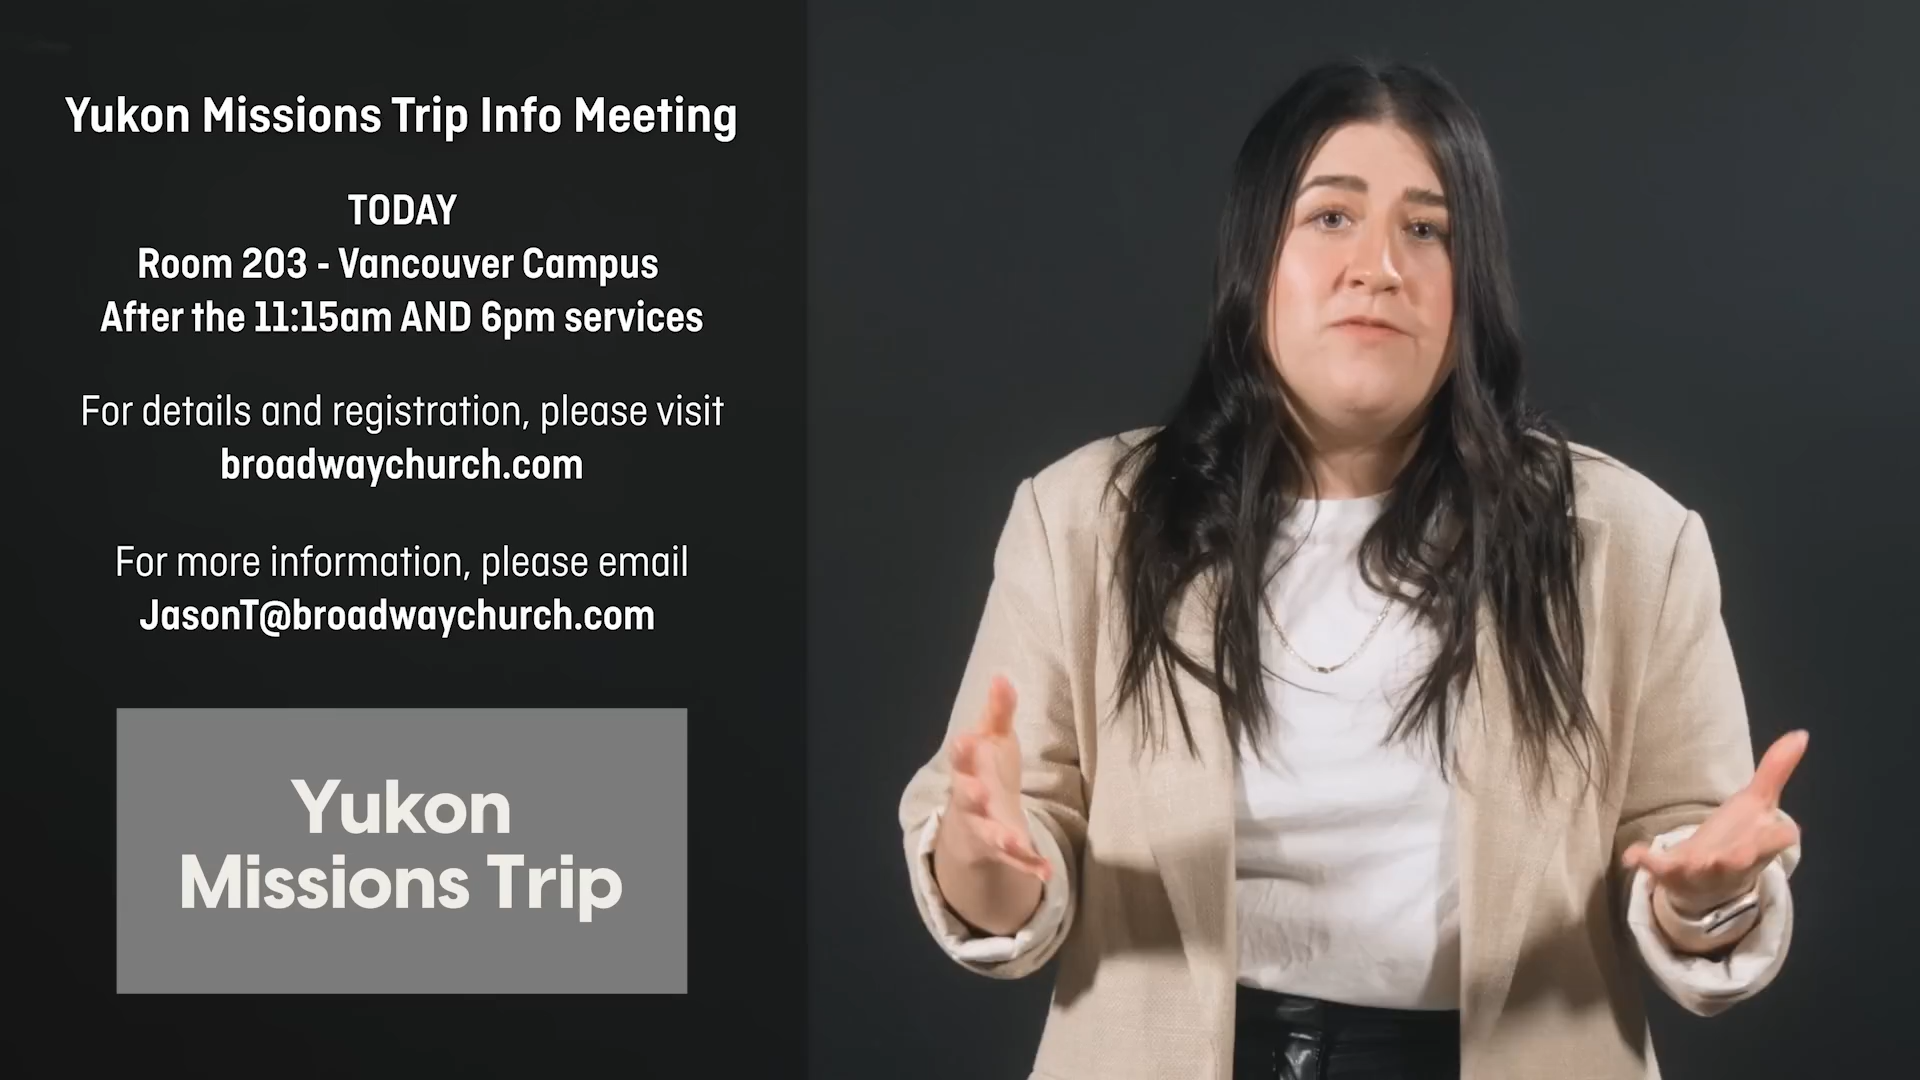 Yukon Missions Trip Info Meeting
TODAY
Room 203 - Vancouver Campus
After the 11:15am AND 6pm services
For details and registration, please visit
broadwaychurch.com
For more information, please email
JasonT@broadwaychurch.com
Yukon
Missions Trip